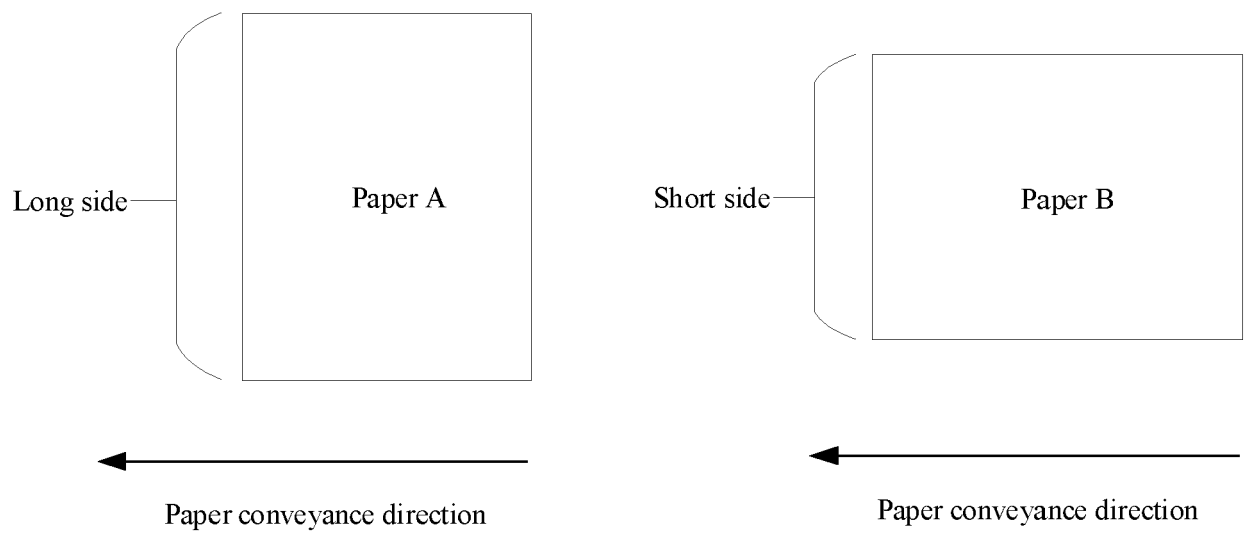 Long side
Paper A
Short side
Paper B
Paper conveyance direction
Paper conveyance direction